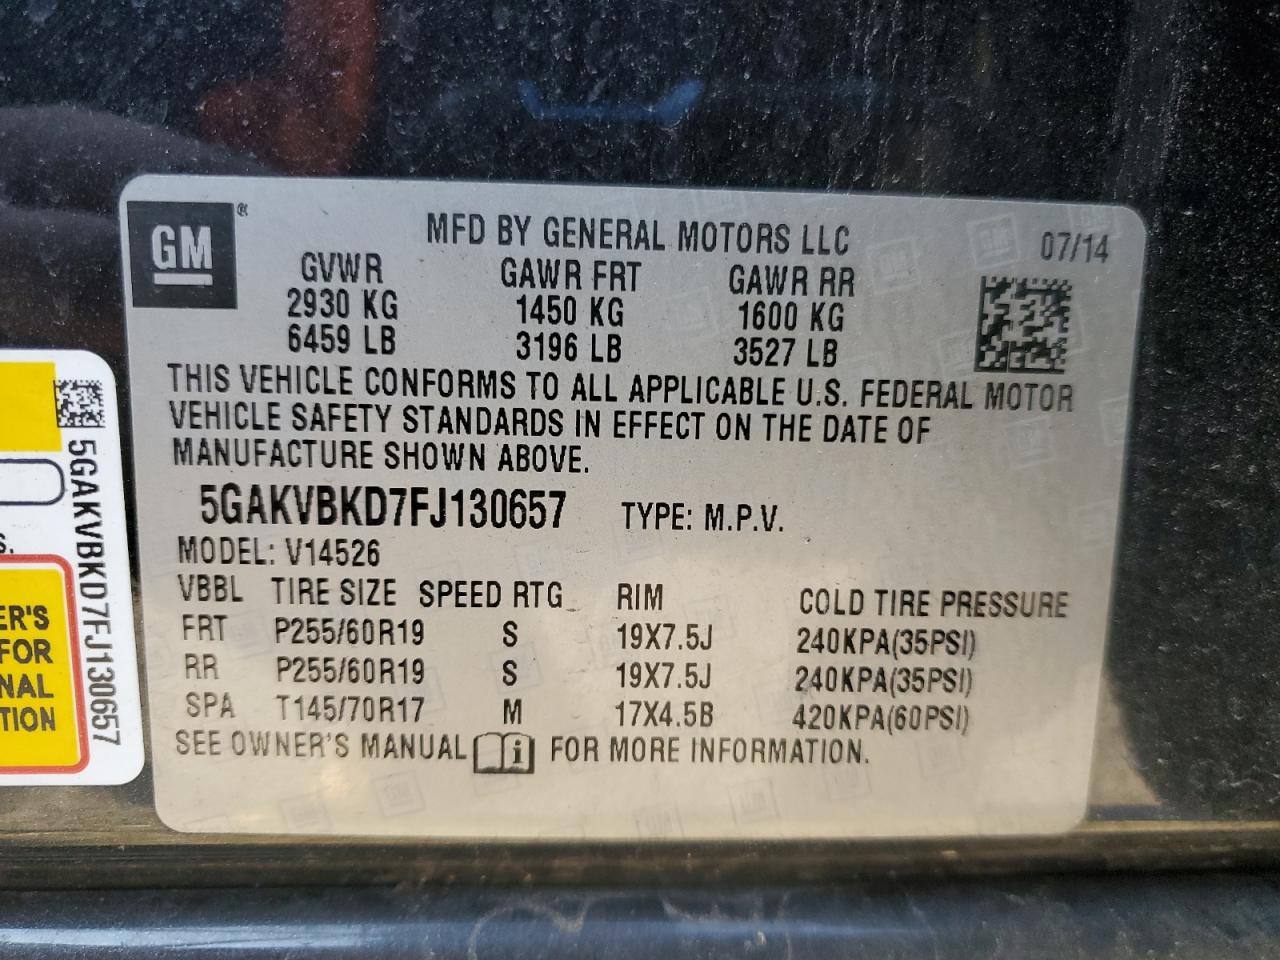 GM®
MFD BY GENERAL MOTORS LLC 07/14
GVWR GAWR FRT GAWR RR
2930 KG 1450 KG 1600 KG
6459 LB 3196 LB 3527 LB
THIS VEHICLE CONFORMS TO ALL APPLICABLE U.S. FEDERAL MOTOR
VEHICLE SAFETY STANDARDS IN EFFECT ON THE DATE OF
MANUFACTURE SHOWN ABOVE.
5GAKVBKD7FJ130657 TYPE: M.P.V.
MODEL: V14526
VBBL TIRE SIZE SPEED RTG RIM COLD TIRE PRESSURE
FRT P255/60R19 S 19X7.5J 240KPA(35PSI)
RR P255/60R19 S 19X7.5J 240KPA(35PSI)
SPA T145/70R17 M 17X4.5B 420KPA(60PSI)
SEE OWNER'S MANUAL i FOR MORE INFORMATION.
5GAKVBKD7FJ130657
S.
ER'S
FOR
NAL
TION